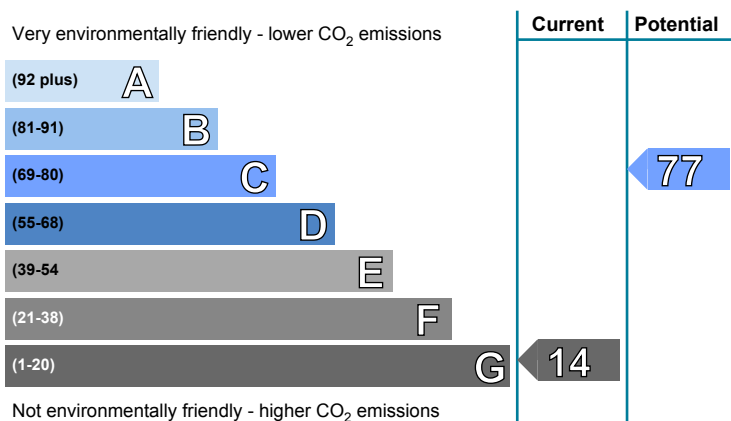 Very environmentally friendly - lower CO₂ emissions
Current
Potential
(92 plus) A
(81-91) B
(69-80) C
77
(55-68) D
(39-54 E
(21-38) F
(1-20) G
14
Not environmentally friendly - higher CO₂ emissions